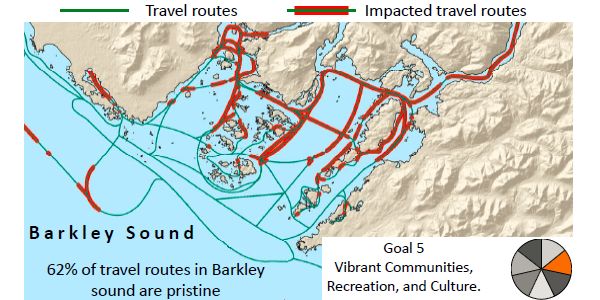 Travel routes Impacted travel routes
Barkley Sound
62% of travel routes in Barkley
sound are pristine
Goal 5
Vibrant Communities,
Recreation, and Culture.